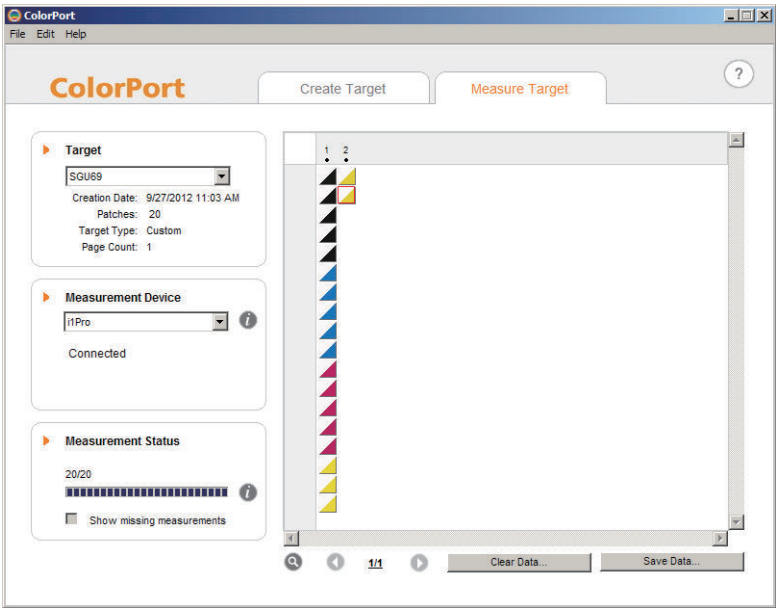 ColorPort
File Edit Help
ColorPort
Create Target
Measure Target
?
Target
SGU69
Creation Date: 9/27/2012 11:03 AM
Patches: 20
Target Type: Custom
Page Count: 1
Measurement Device
i1Pro
i
Connected
Measurement Status
20/20
i
Show missing measurements
1 2
1/1
Clear Data...
Save Data...